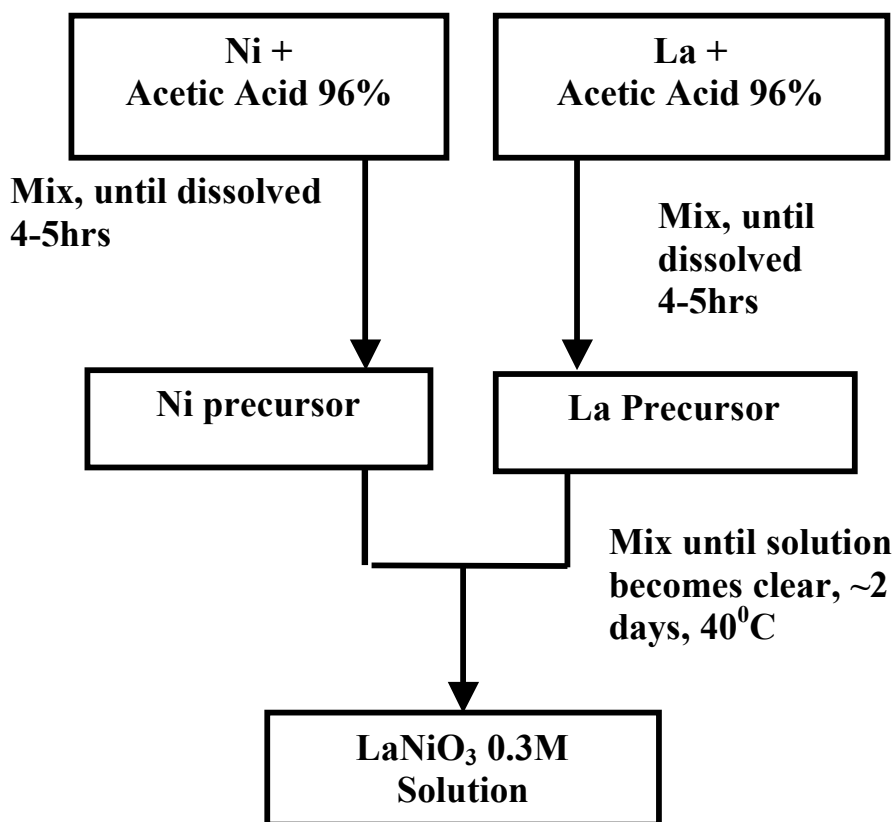 Ni +
Acetic Acid 96%
La +
Acetic Acid 96%
Mix, until dissolved
4-5hrs
Mix, until
dissolved
4-5hrs
Ni precursor
La Precursor
Mix until solution
becomes clear, ~2
days, 40⁰C
LaNiO₃ 0.3M
Solution